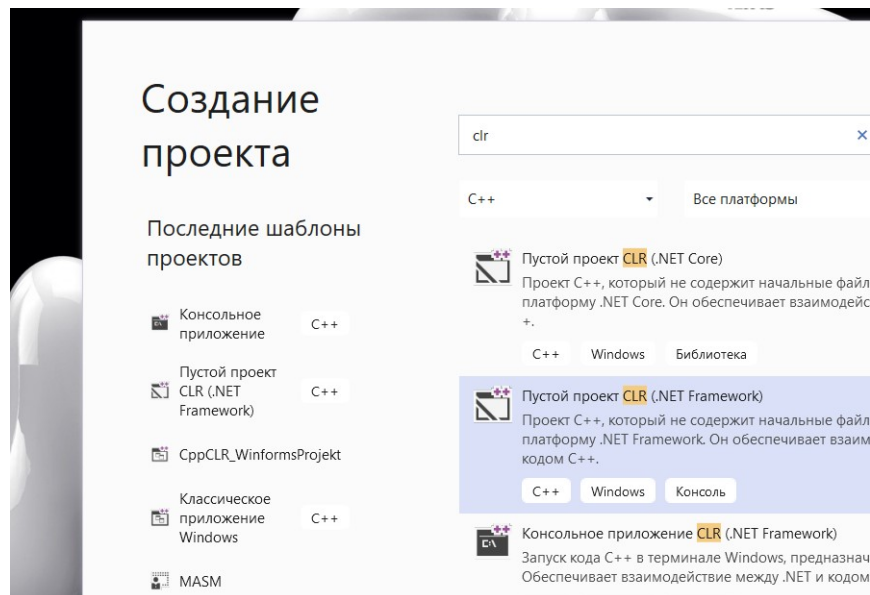 Создание
проекта
Последние шаблоны
проектов
Консольное
приложение
C++
Пустой проект
CLR (.NET
Framework)
C++
CppCLR_WinformsProjekt
Классическое
приложение
Windows
C++
MASM
clr
C++
Все платформы
Пустой проект CLR (.NET Core)
Проект C++, который не содержит начальные файл
платформу .NET Core. Он обеспечивает взаимодейс
+.
C++ Windows Библиотека
Пустой проект CLR (.NET Framework)
Проект C++, который не содержит начальные файл
платформу .NET Framework. Он обеспечивает взаим
кодом C++.
C++ Windows Консоль
Консольное приложение CLR (.NET Framework)
Запуск кода C++ в терминале Windows, предназнач
Обеспечивает взаимодействие между .NET и кодом